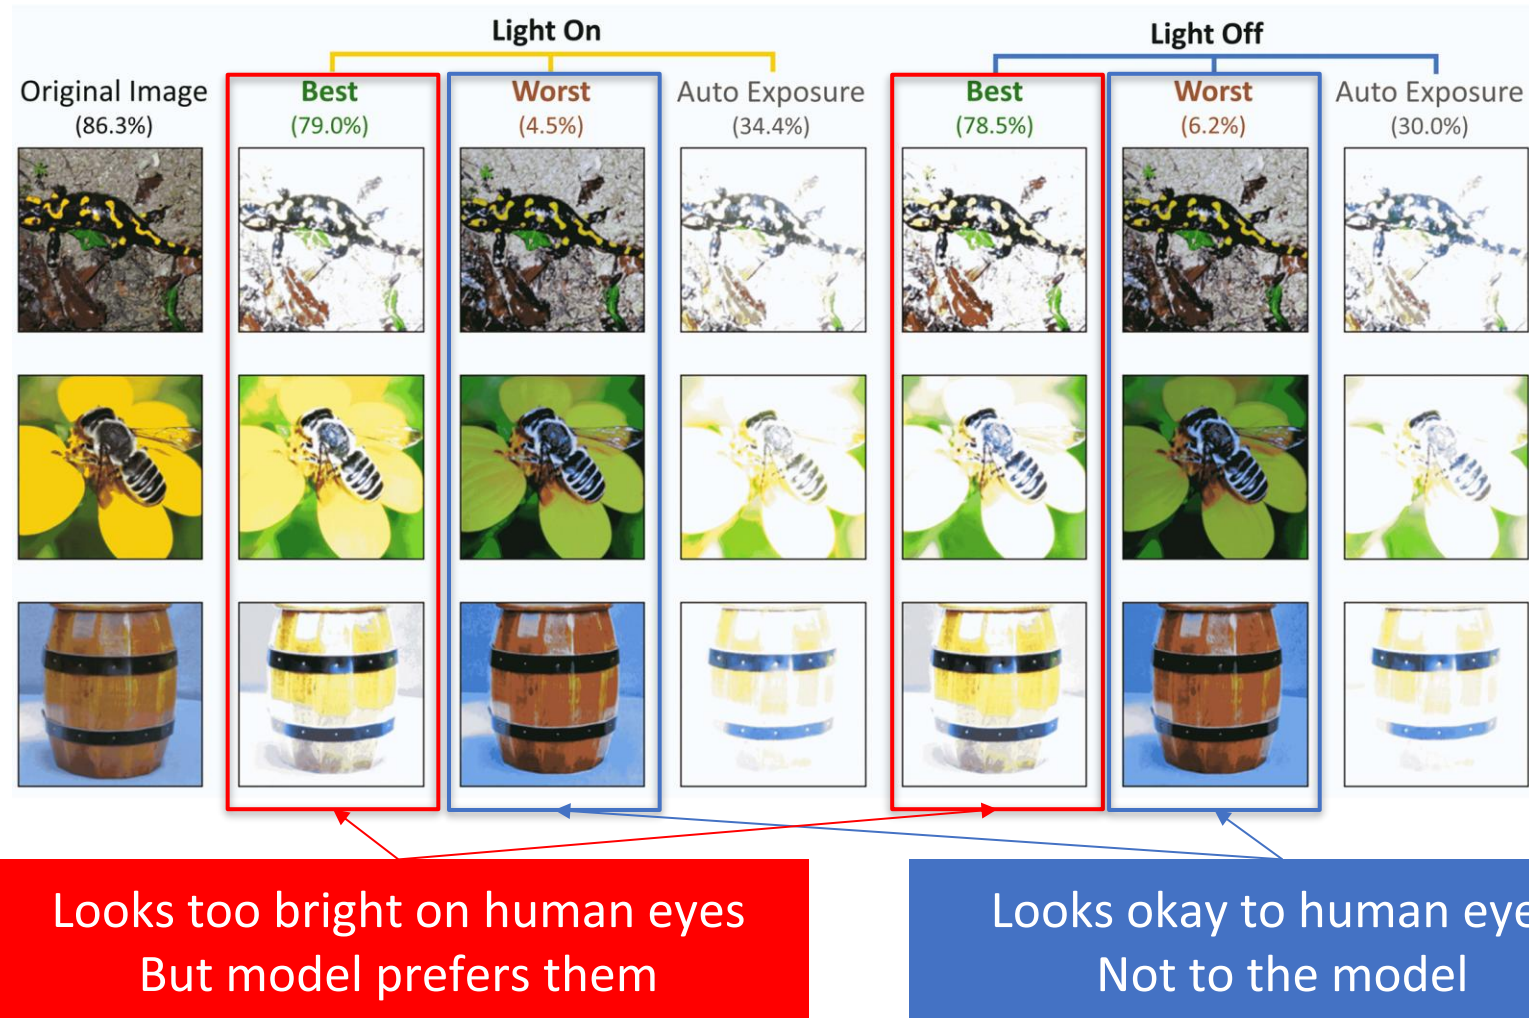 Light On
Light Off
Original Image
(86.3%)
Best
(79.0%)
Worst
(4.5%)
Auto Exposure
(34.4%)
Best
(78.5%)
Worst
(6.2%)
Auto Exposure
(30.0%)
Looks too bright on human eyes
But model prefers them
Looks okay to human eye
Not to the model